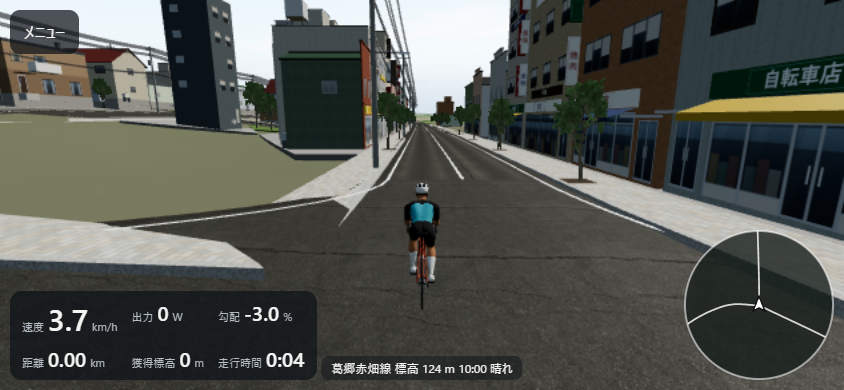 メニュー
自転車店
速度 3.7 km/h 出力 0 W 勾配 -3.0 %
距離 0.00 km 獲得標高 0 m 走行時間 0:04
葛郷赤畑線 標高 124 m 10:00 晴れ